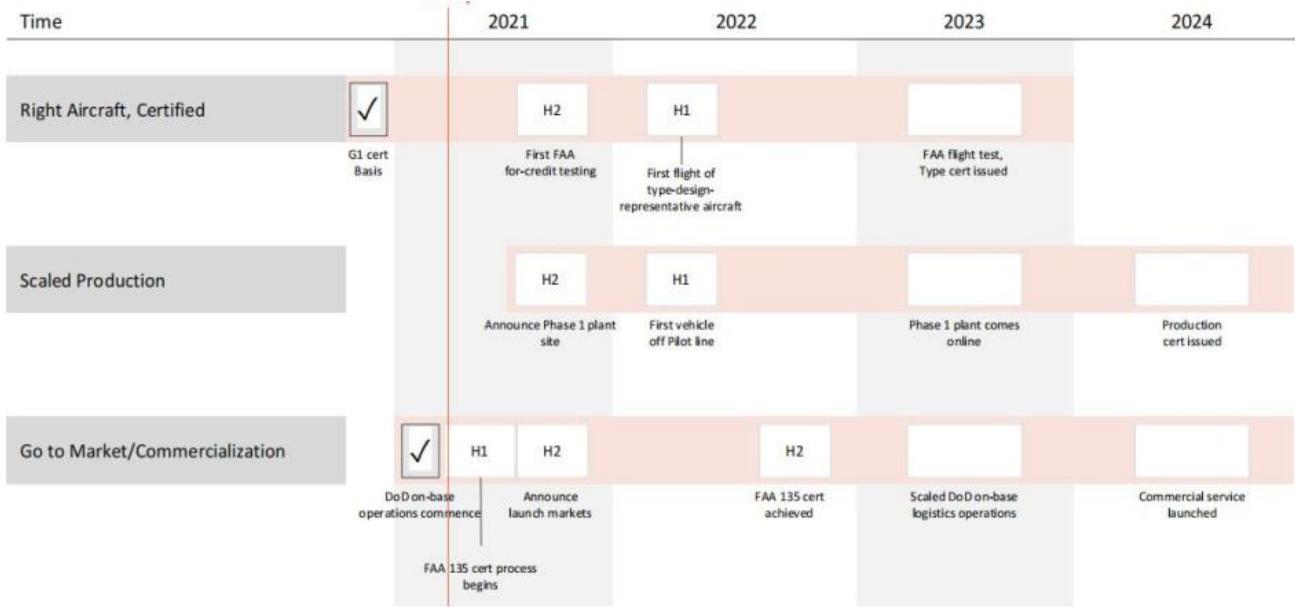 Time
2021
2022
2023
2024
Right Aircraft, Certified
✓
H2
H1
G1 cert
Basis
First FAA
for-credit testing
First flight of
type-design-
representative aircraft
FAA flight test,
Type cert issued
Scaled Production
H2
H1
Announce Phase 1 plant
site
First vehicle
off Pilot line
Phase 1 plant comes
online
Production
cert issued
Go to Market/Commercialization
✓
H1
H2
H2
DoD on-base
operations commence
Announce
launch markets
FAA 135 cert
achieved
Scaled DoD on-base
logistics operations
Commercial service
launched
FAA 135 cert process
begins